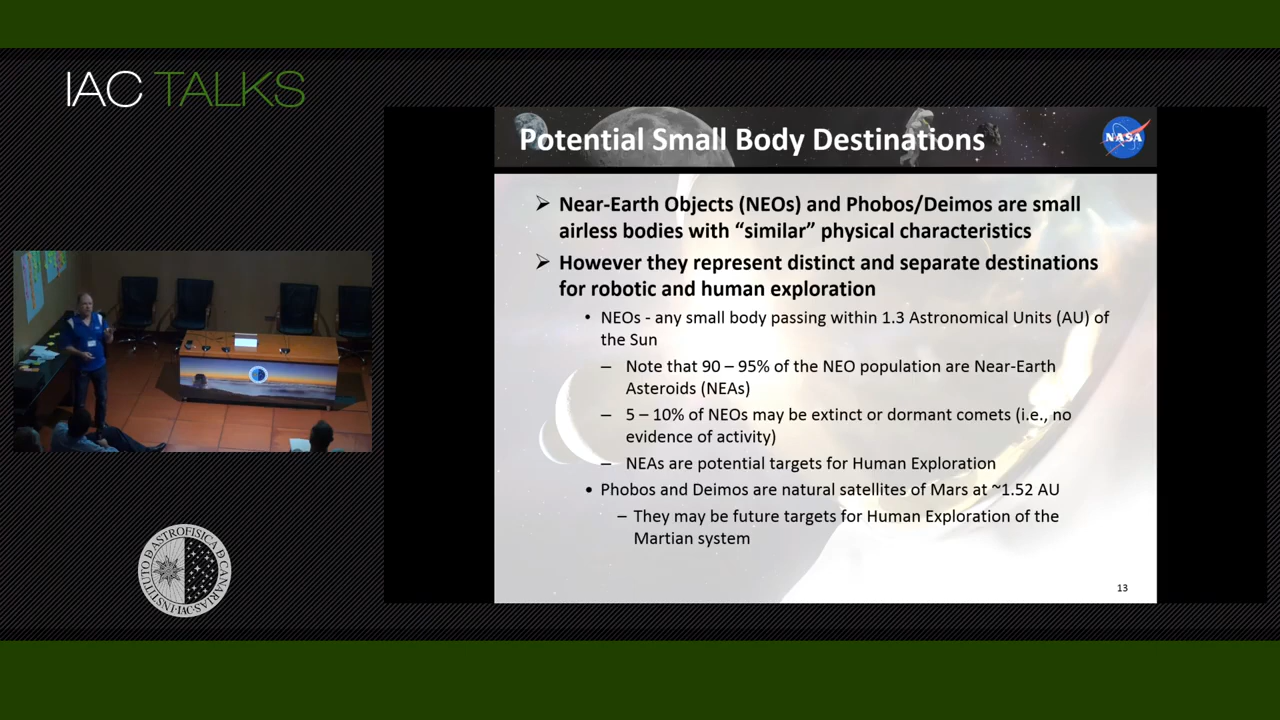 IAC TALKS
Potential Small Body Destinations
NASA
➢ Near-Earth Objects (NEOs) and Phobos/Deimos are small
airless bodies with “similar” physical characteristics
➢ However they represent distinct and separate destinations
for robotic and human exploration
• NEOs - any small body passing within 1.3 Astronomical Units (AU) of
the Sun
– Note that 90 – 95% of the NEO population are Near-Earth
Asteroids (NEAs)
– 5 – 10% of NEOs may be extinct or dormant comets (i.e., no
evidence of activity)
– NEAs are potential targets for Human Exploration
• Phobos and Deimos are natural satellites of Mars at ~1.52 AU
– They may be future targets for Human Exploration of the
Martian system
13
INSTITUTO D ASTROFISICA D CANARIAS
·IAC·